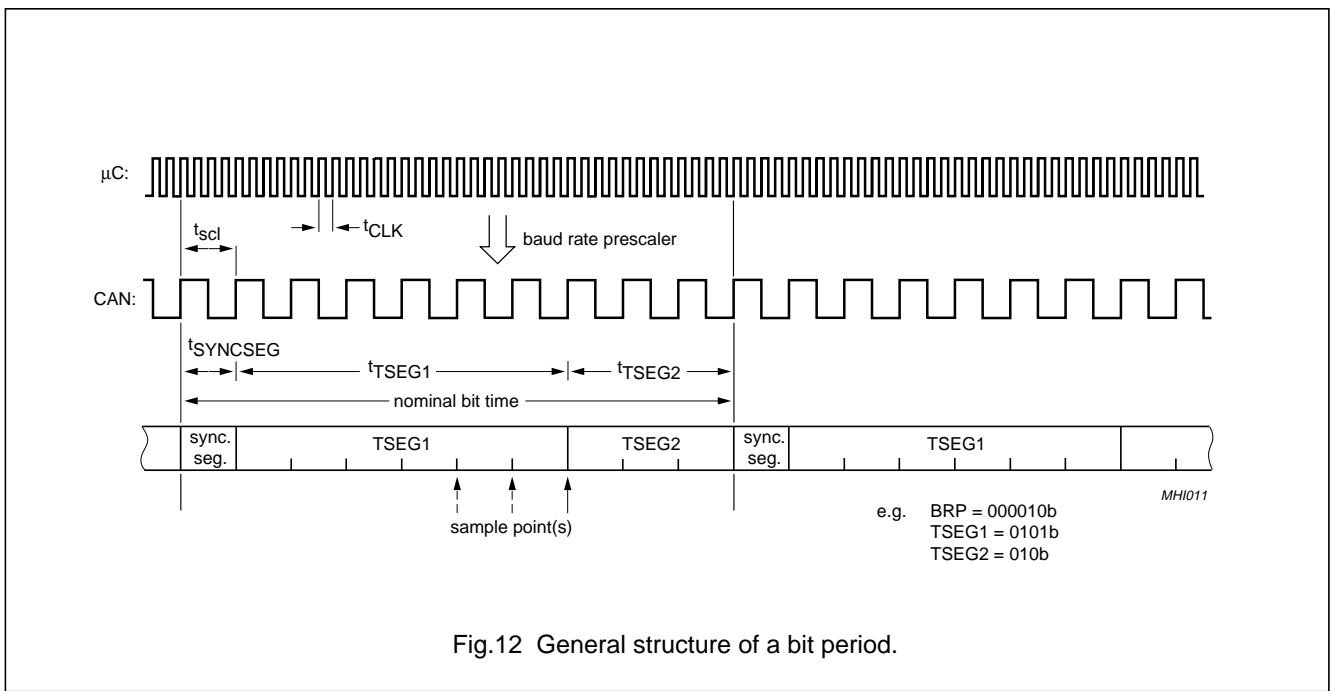 μC:
tscl
tCLK
baud rate prescaler
CAN:
tSYNCSEG
tTSEG1
tTSEG2
nominal bit time
sync.
seg.
TSEG1
TSEG2
sync.
seg.
TSEG1
sample point(s)
MHI011
e.g. BRP = 000010b
TSEG1 = 0101b
TSEG2 = 010b
Fig.12 General structure of a bit period.